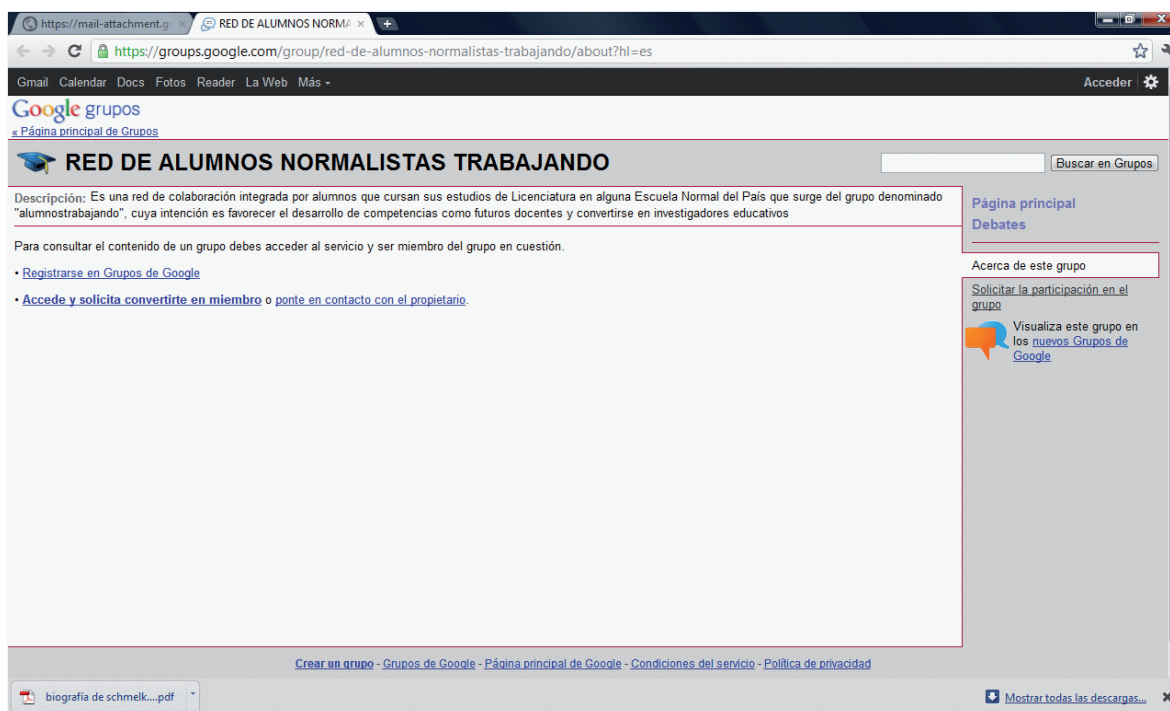 https://mail-attachment.gc
RED DE ALUMNOS NORMA
https://groups.google.com/group/red-de-alumnos-normalistas-trabajando/about?hl=es
Gmail Calendar Docs Fotos Reader La Web Más
Acceder
Google grupos
« Página principal de Grupos
RED DE ALUMNOS NORMALISTAS TRABAJANDO
Buscar en Grupos
Descripción: Es una red de colaboración integrada por alumnos que cursan sus estudios de Licenciatura en alguna Escuela Normal del País que surge del grupo denominado
"alumnostrabajando", cuya intención es favorecer el desarrollo de competencias como futuros docentes y convertirse en investigadores educativos
Para consultar el contenido de un grupo debes acceder al servicio y ser miembro del grupo en cuestión.
• Registrarse en Grupos de Google
• Accede y solicita convertirte en miembro o ponte en contacto con el propietario.
Página principal
Debates
Acerca de este grupo
Solicitar la participación en el
grupo
Visualiza este grupo en
los nuevos Grupos de
Google
Crear un grupo - Grupos de Google - Página principal de Google - Condiciones del servicio - Política de privacidad
biografía de schmelk....pdf
Mostrar todas las descargas...